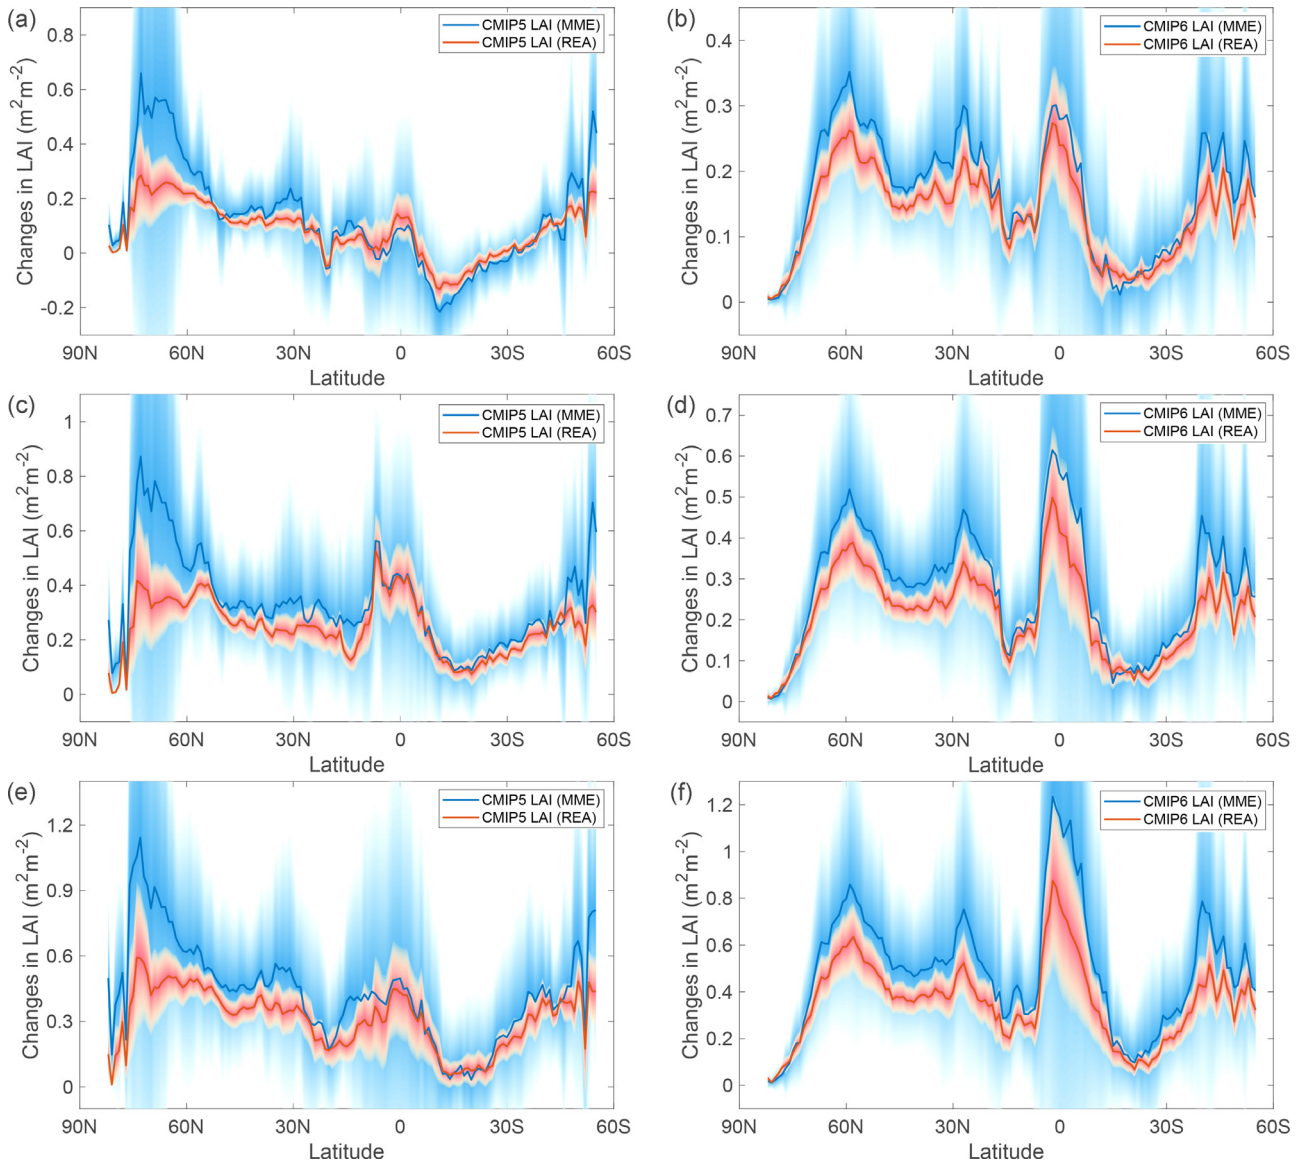 (a)
CMIP5 LAI (MME)
CMIP5 LAI (REA)
Changes in LAI (m²m⁻²)
0.8
0.6
0.4
0.2
0
-0.2
90N 60N 30N 0 30S 60S
Latitude
(b)
CMIP6 LAI (MME)
CMIP6 LAI (REA)
Changes in LAI (m²m⁻²)
0.4
0.3
0.2
0.1
0
90N 60N 30N 0 30S 60S
Latitude
(c)
CMIP5 LAI (MME)
CMIP5 LAI (REA)
Changes in LAI (m²m⁻²)
1
0.8
0.6
0.4
0.2
0
90N 60N 30N 0 30S 60S
Latitude
(d)
CMIP6 LAI (MME)
CMIP6 LAI (REA)
Changes in LAI (m²m⁻²)
0.7
0.6
0.5
0.4
0.3
0.2
0.1
0
90N 60N 30N 0 30S 60S
Latitude
(e)
CMIP5 LAI (MME)
CMIP5 LAI (REA)
Changes in LAI (m²m⁻²)
1.2
0.9
0.6
0.3
0
90N 60N 30N 0 30S 60S
Latitude
(f)
CMIP6 LAI (MME)
CMIP6 LAI (REA)
Changes in LAI (m²m⁻²)
1.2
1
0.8
0.6
0.4
0.2
0
90N 60N 30N 0 30S 60S
Latitude